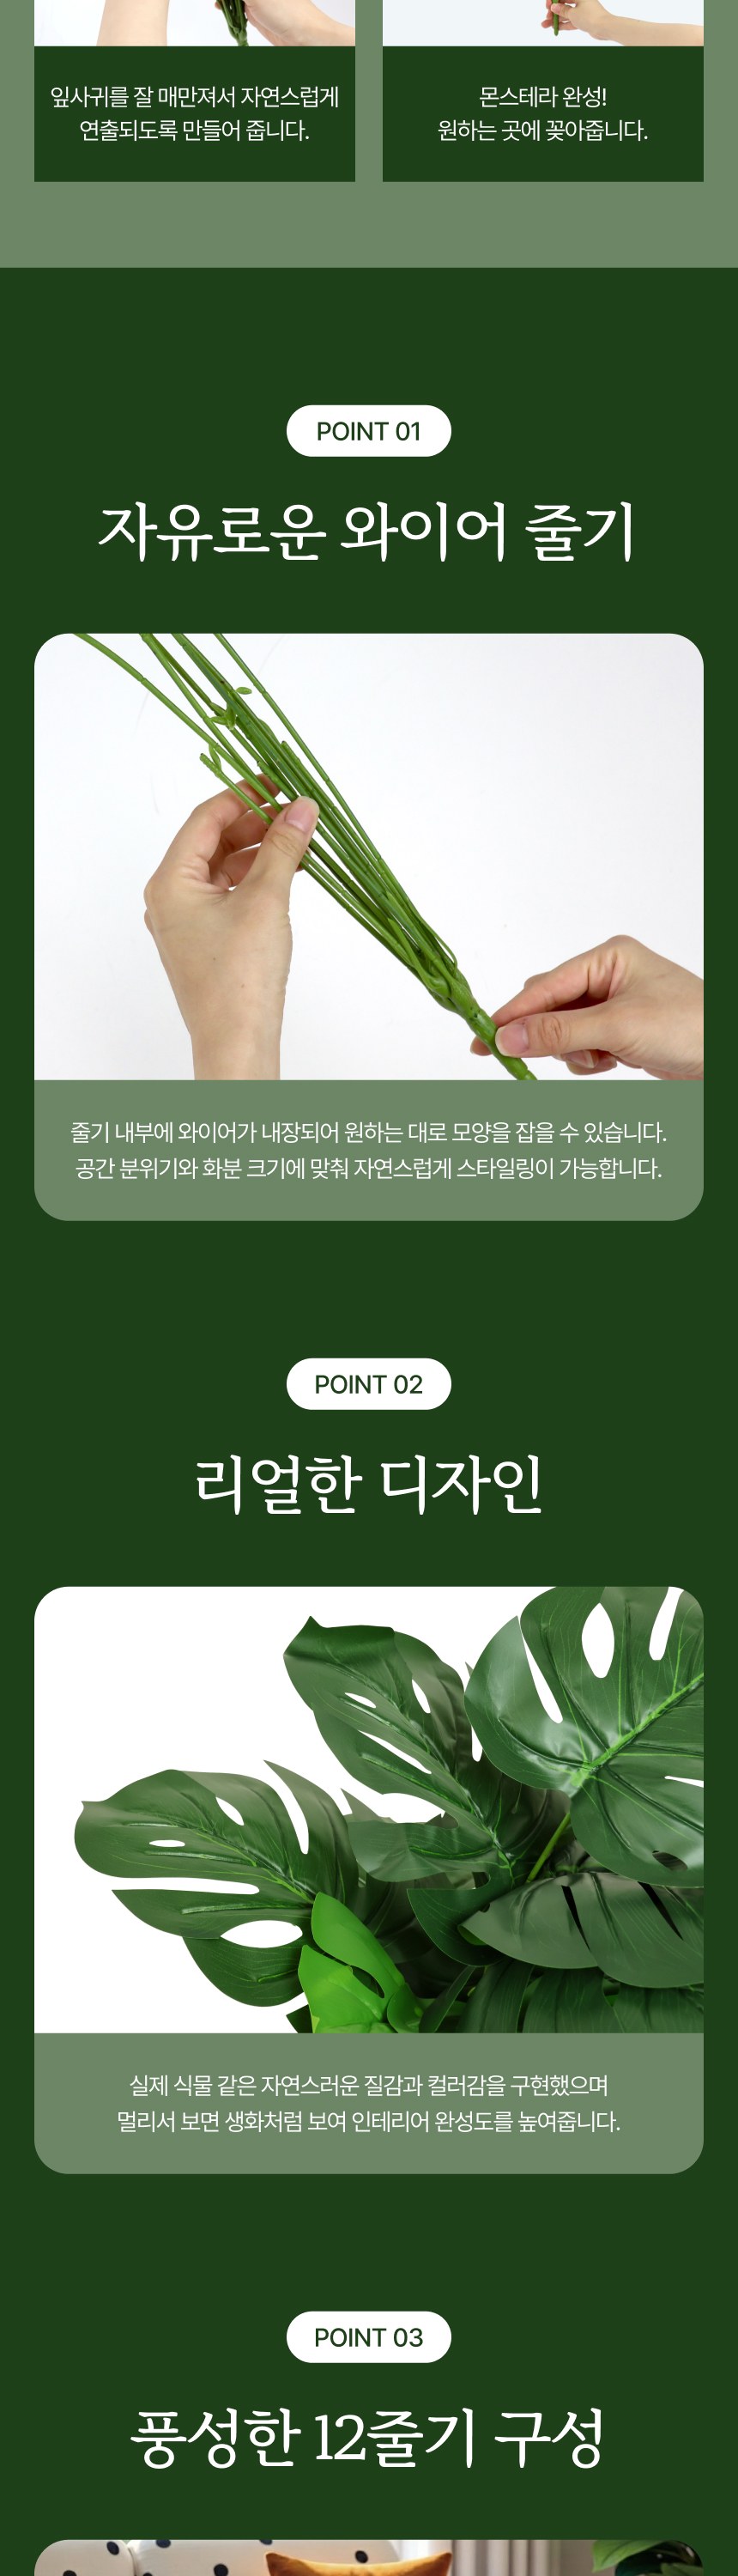 잎사귀를 잘 매만져서 자연스럽게
연출되도록 만들어 줍니다.
몬스테라 완성!
원하는 곳에 꽂아줍니다.
POINT 01
자유로운 와이어 줄기
줄기 내부에 와이어가 내장되어 원하는 대로 모양을 잡을 수 있습니다.
공간 분위기와 화분 크기에 맞춰 자연스럽게 스타일링이 가능합니다.
POINT 02
리얼한 디자인
실제 식물 같은 자연스러운 질감과 컬러감을 구현했으며
멀리서 보면 생화처럼 보여 인테리어 완성도를 높여줍니다.
POINT 03
풍성한 12줄기 구성